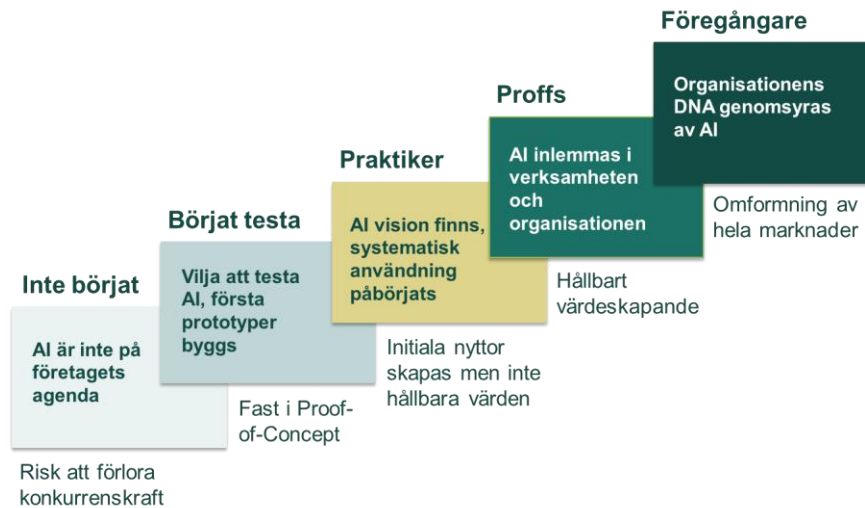 Inte börjat
AI är inte på
företagets
agenda
Risk att förlora
konkurrenskraft
Börjat testa
Vilja att testa
AI, första
prototyper
byggs
Fast i Proof-
of-Concept
Praktiker
AI vision finns,
systematisk
användning
påbörjats
Initiala nyttor
skapas men inte
hållbara värden
Proffs
AI inlemmas i
verksamheten
och
organisationen
Hållbart
värdeskapande
Föregångare
Organisationens
DNA genomsyras
av AI
Omformning av
hela marknader